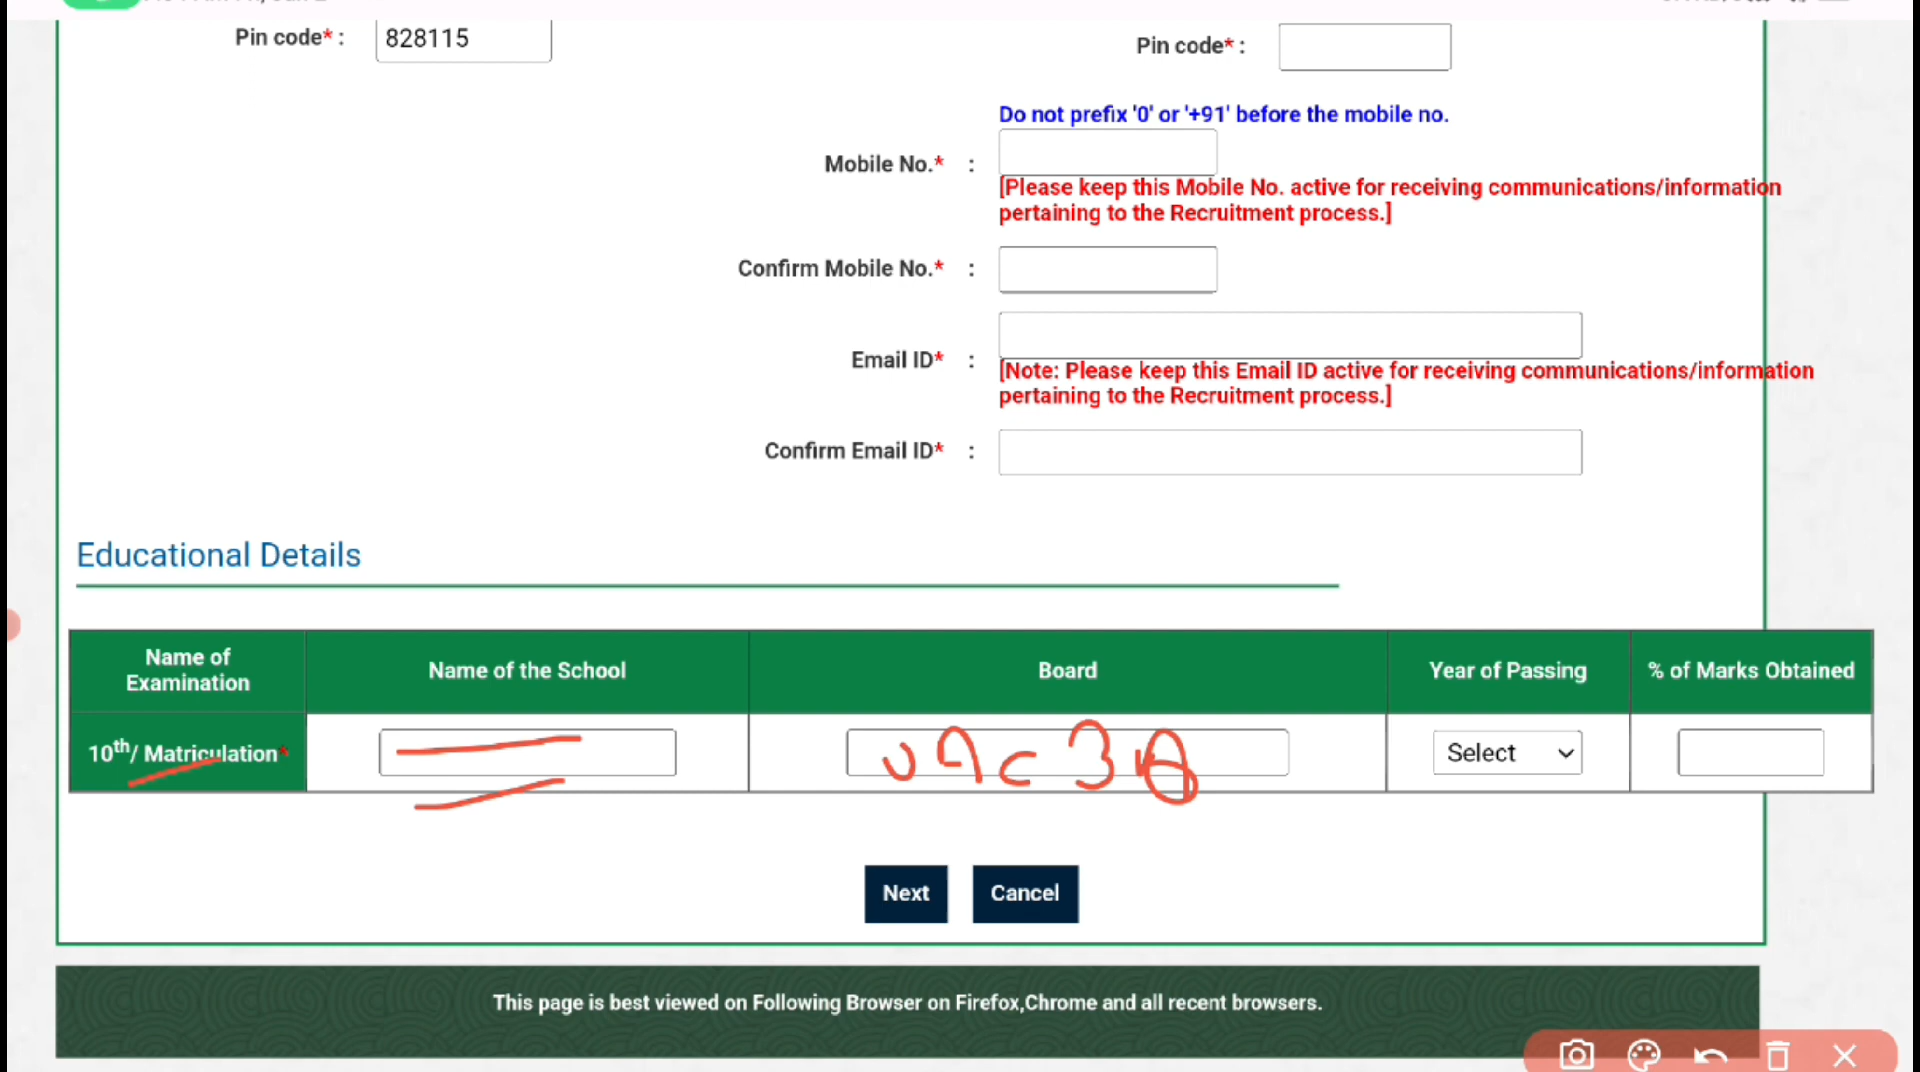 Pin code* :
828115
Pin code* :
Do not prefix '0' or '+91' before the mobile no.
Mobile No.* :
[Please keep this Mobile No. active for receiving communications/information
pertaining to the Recruitment process.]
Confirm Mobile No.* :
Email ID* :
[Note: Please keep this Email ID active for receiving communications/information
pertaining to the Recruitment process.]
Confirm Email ID* :
Educational Details
Name of
Examination
Name of the School
Board
Year of Passing
% of Marks Obtained
10th/ Matriculation*
Select
Next
Cancel
This page is best viewed on Following Browser on Firefox,Chrome and all recent browsers.